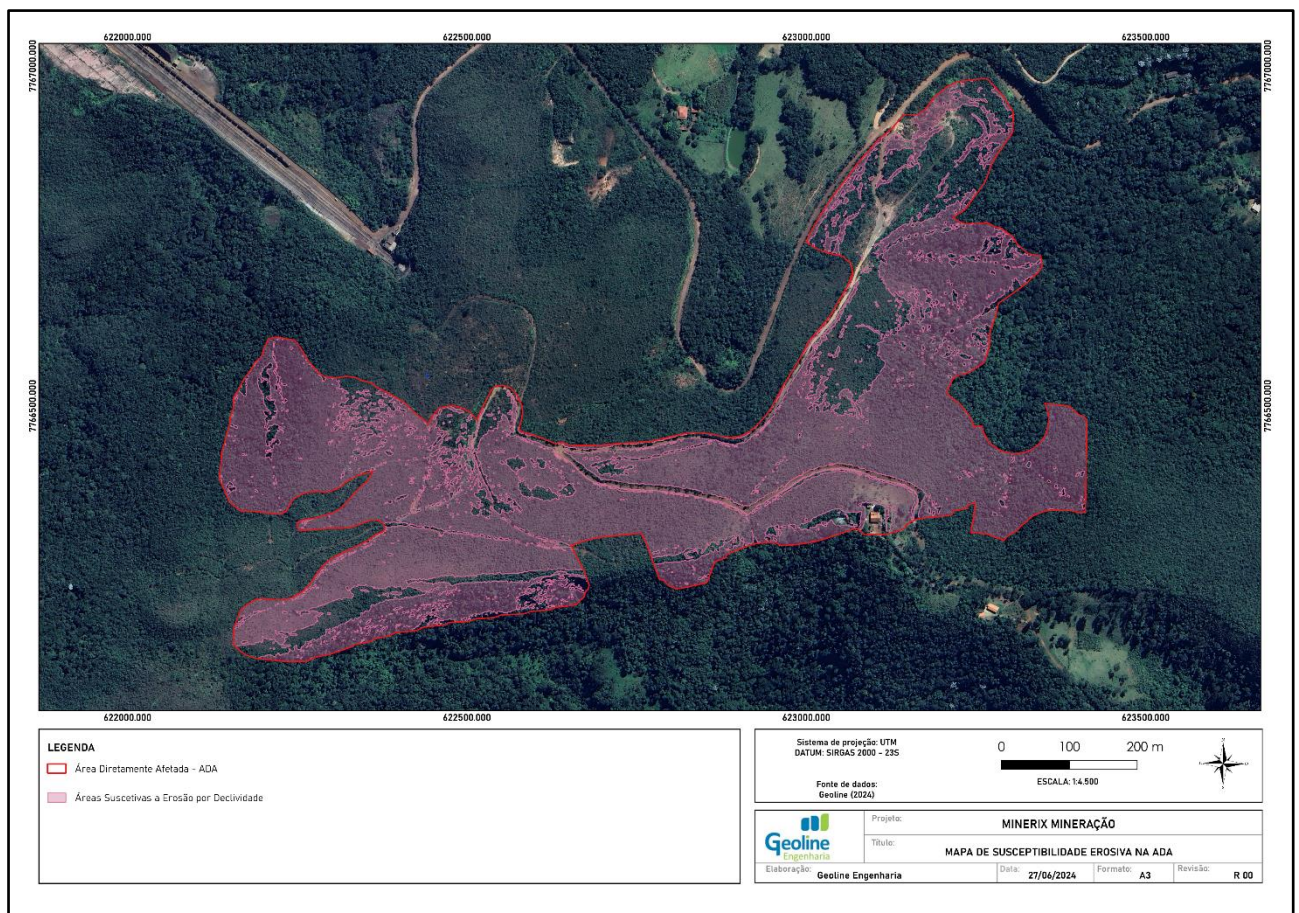 622000.000 622500.000 623000.000 623500.000
7767000.000 7767000.000
7766500.000 7766500.000
622000.000 622500.000 623000.000 623500.000
LEGENDA
Área Diretamente Afetada - ADA
Áreas Suscetivas a Erosão por Declividade
Sistema de projeção: UTM
DATUM: SIRGAS 2000 - 23S
Fonte de dados:
Geoline (2024)
0 100 200 m
ESCALA: 1:4.500
Geoline
Engenharia
Projeto: MINERIX MINERAÇÃO
Título: MAPA DE SUSCEPTIBILIDADE EROSIVA NA ADA
Elaboração: Geoline Engenharia Data: 27/06/2024 Formato: A3 Revisão: R 00